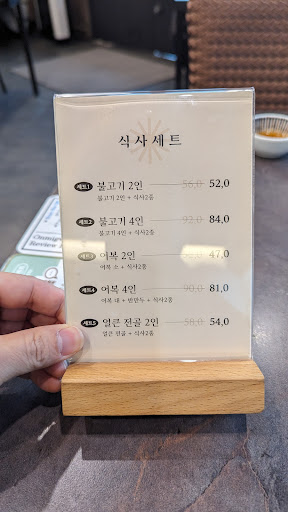 식사세트
세트1 불고기 2인 56,0 52,0
불고기 2인 + 식사2종
세트2 불고기 4인 92,0 84,0
불고기 4인 + 식사2종
세트3 어복 2인 47,0
어복 소 + 식사2종
세트4 어복 4인 90,0 81,0
어복 대 + 반만두 + 식사2종
세트5 얼큰 전골 2인 58,0 54,0
얼큰 전골 + 식사2종
Review